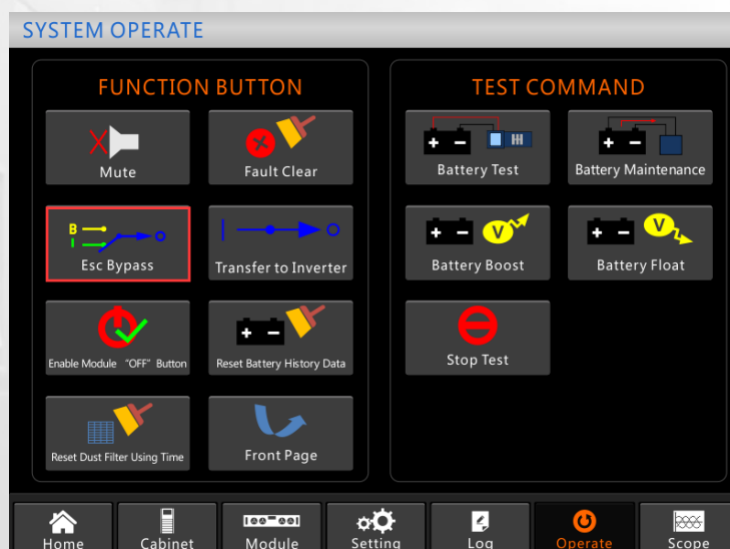 SYSTEM OPERATE
FUNCTION BUTTON
Mute
Fault Clear
B
I
O
Esc Bypass
I
O
Transfer to Inverter
Enable Module "OFF" Button
+ -
Reset Battery History Data
Reset Dust Filter Using Time
Front Page
TEST COMMAND
+ -
Battery Test
+ -
Battery Maintenance
+ - V
Battery Boost
+ - V
Battery Float
Stop Test
Home
Cabinet
Module
Setting
Log
Operate
Scope